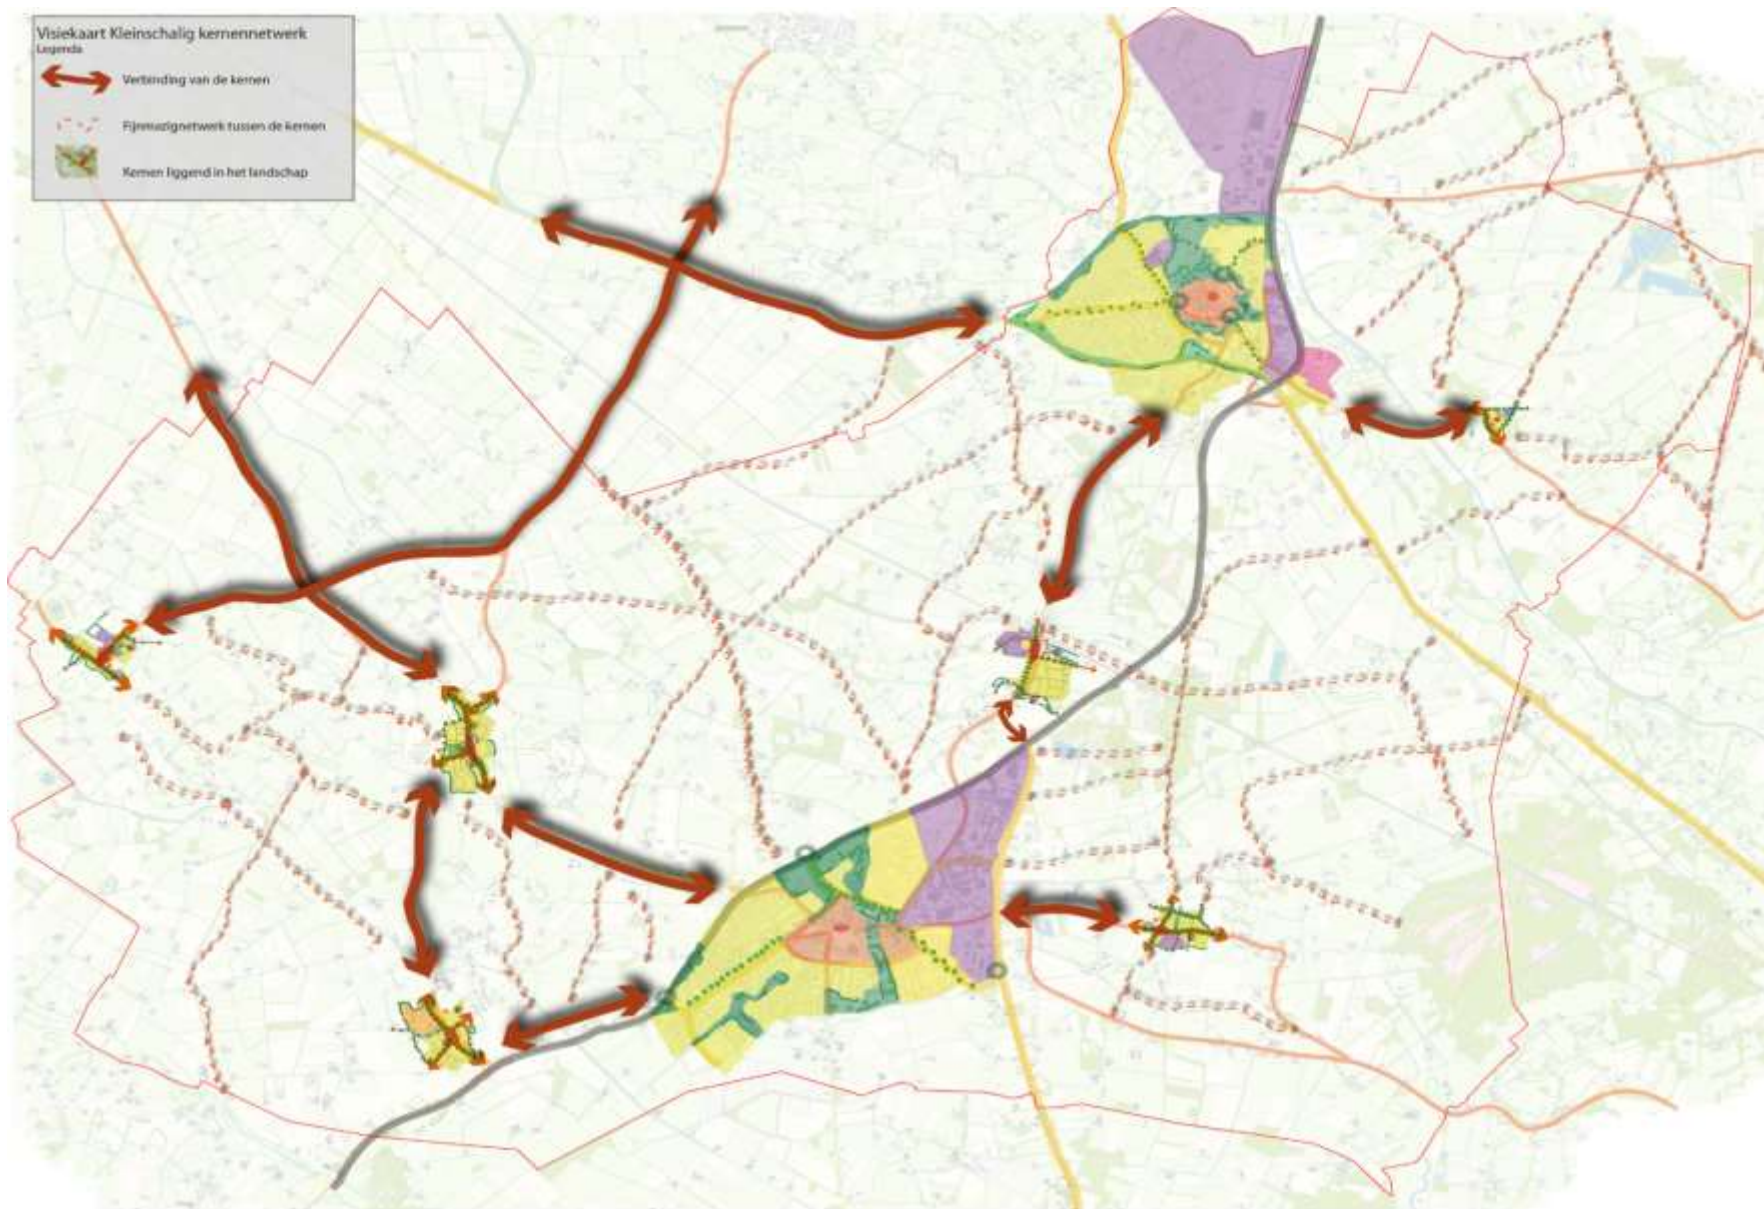 Visiekaart Kleinschalig kernennetwerk
Legenda
Verbinding van de kernen
Fijnmazignetwerk tussen de kernen
Kernen liggend in het landschap